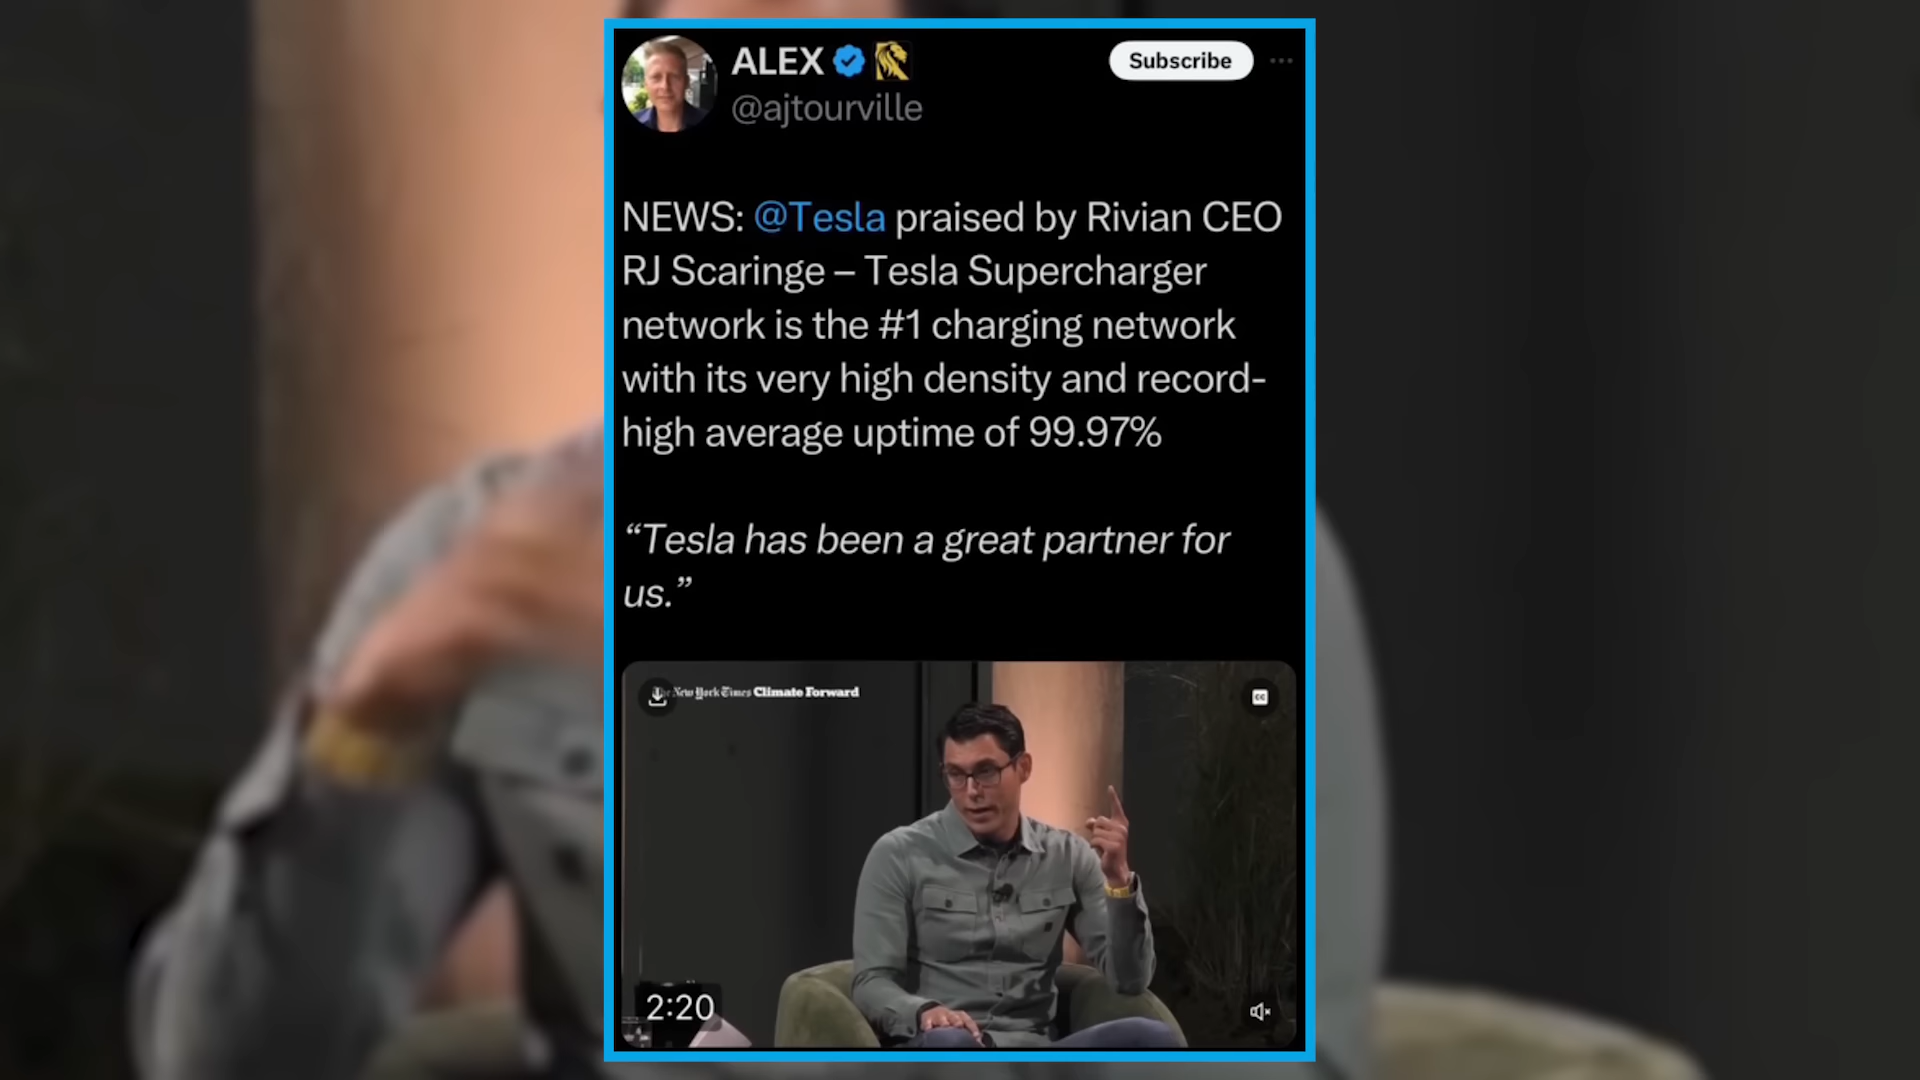 ALEX
Subscribe
@ajtourville
NEWS: @Tesla praised by Rivian CEO
RJ Scaringe – Tesla Supercharger
network is the #1 charging network
with its very high density and record-
high average uptime of 99.97%
“Tesla has been a great partner for
us.”
The New York Times Climate Forward
CC
2:20